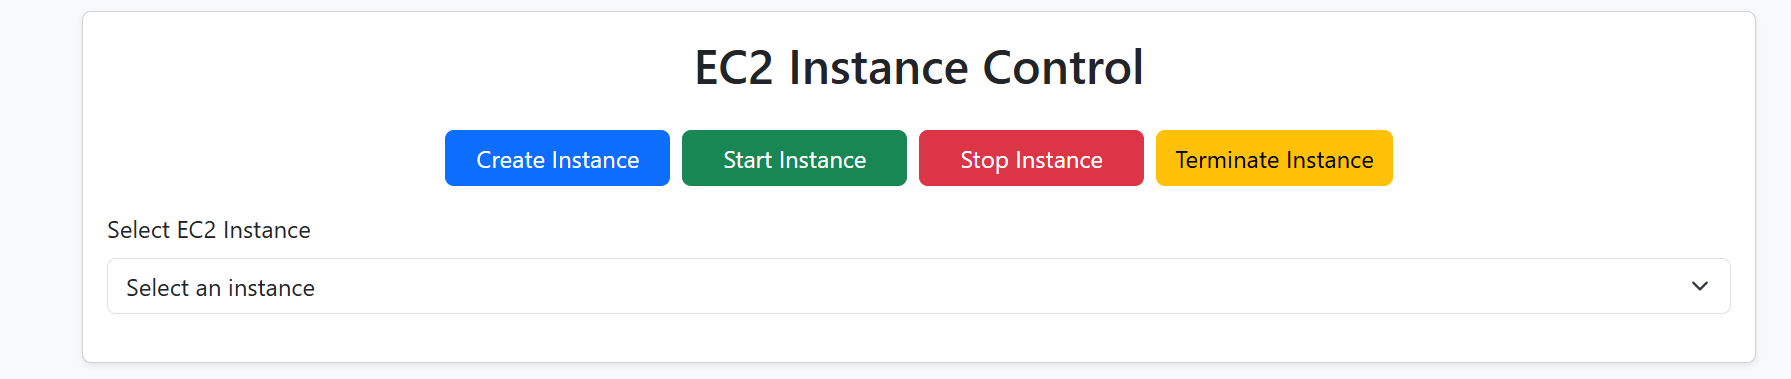 EC2 Instance Control
Create Instance Start Instance Stop Instance Terminate Instance
Select EC2 Instance
Select an instance